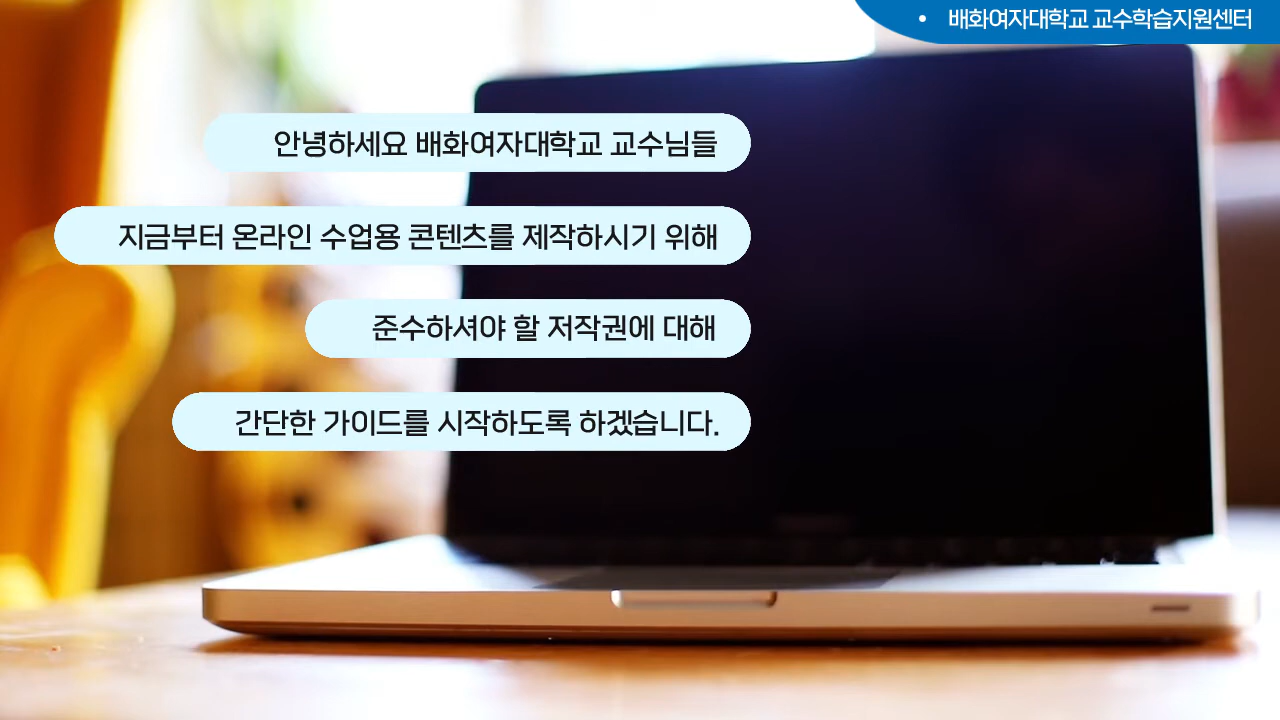 • 배화여자대학교 교수학습지원센터
안녕하세요 배화여자대학교 교수님들
지금부터 온라인 수업용 콘텐츠를 제작하시기 위해
준수하셔야 할 저작권에 대해
간단한 가이드를 시작하도록 하겠습니다.